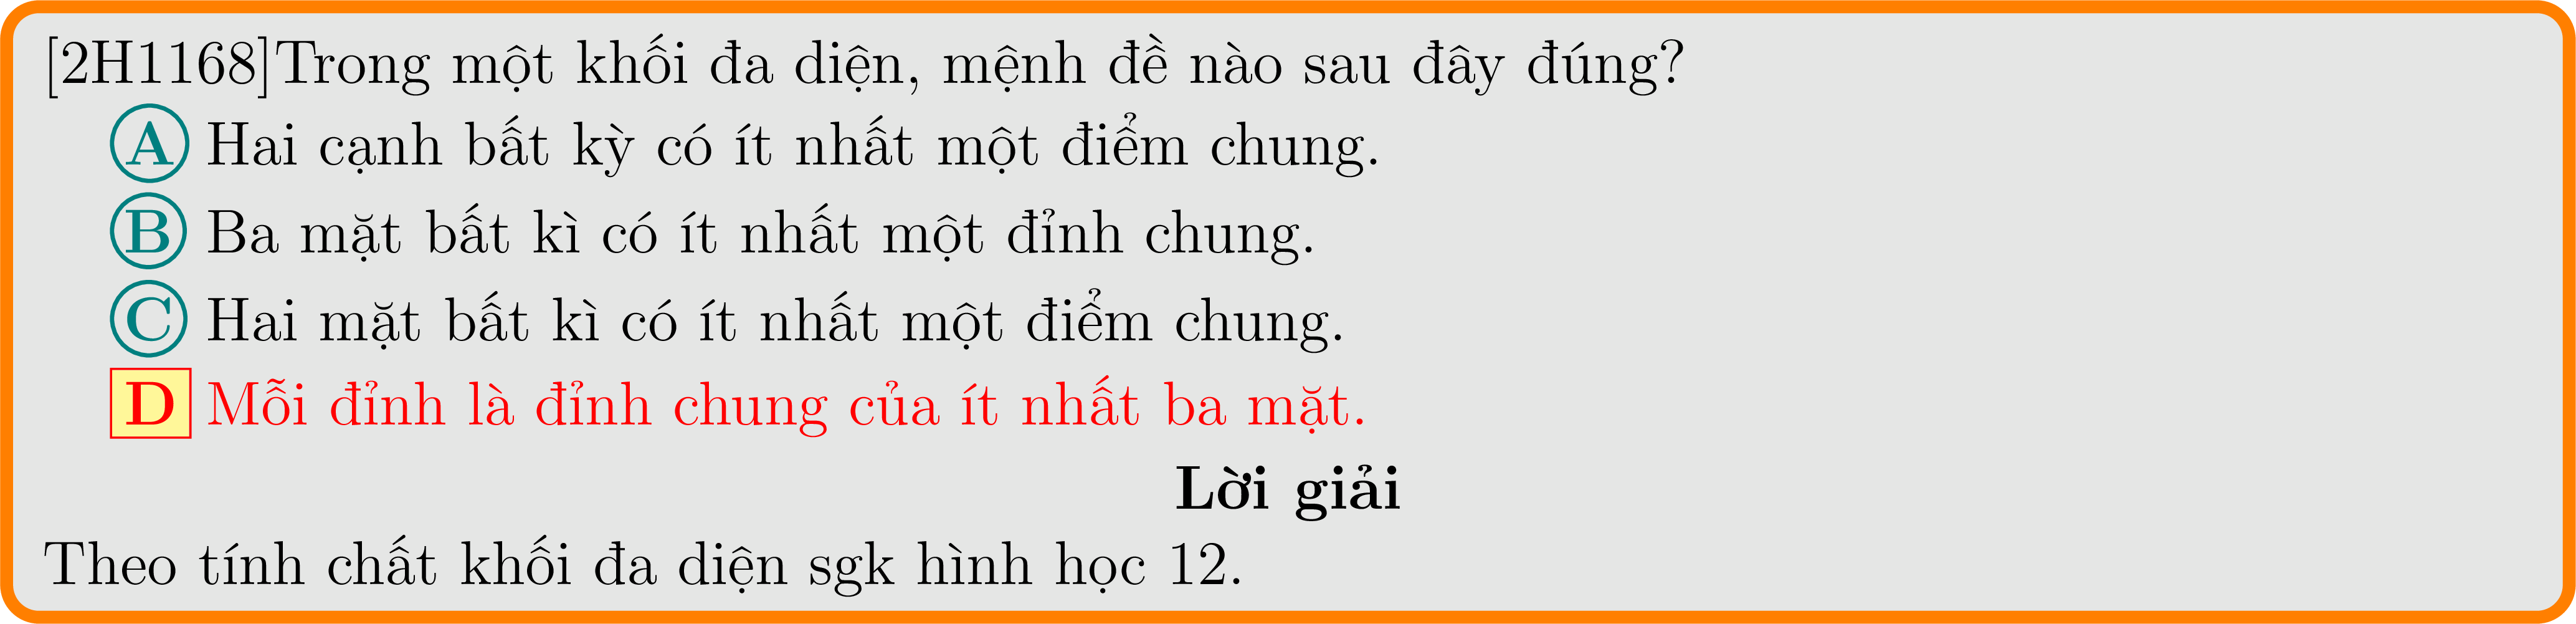 [2H1168]Trong một khối đa diện, mệnh đề nào sau đây đúng?
A Hai cạnh bất kỳ có ít nhất một điểm chung.
B Ba mặt bất kì có ít nhất một đỉnh chung.
C Hai mặt bất kì có ít nhất một điểm chung.
D Mỗi đỉnh là đỉnh chung của ít nhất ba mặt.
Lời giải
Theo tính chất khối đa diện sgk hình học 12.